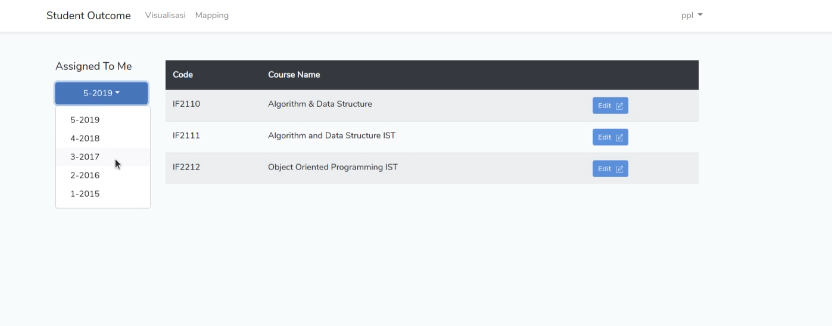 Student Outcome Visualisasi Mapping ppl
Assigned To Me
5-2019
5-2019
4-2018
3-2017
2-2016
1-2015
Code Course Name
IF2110 Algorithm & Data Structure Edit
IF2111 Algorithm and Data Structure IST Edit
IF2212 Object Oriented Programming IST Edit